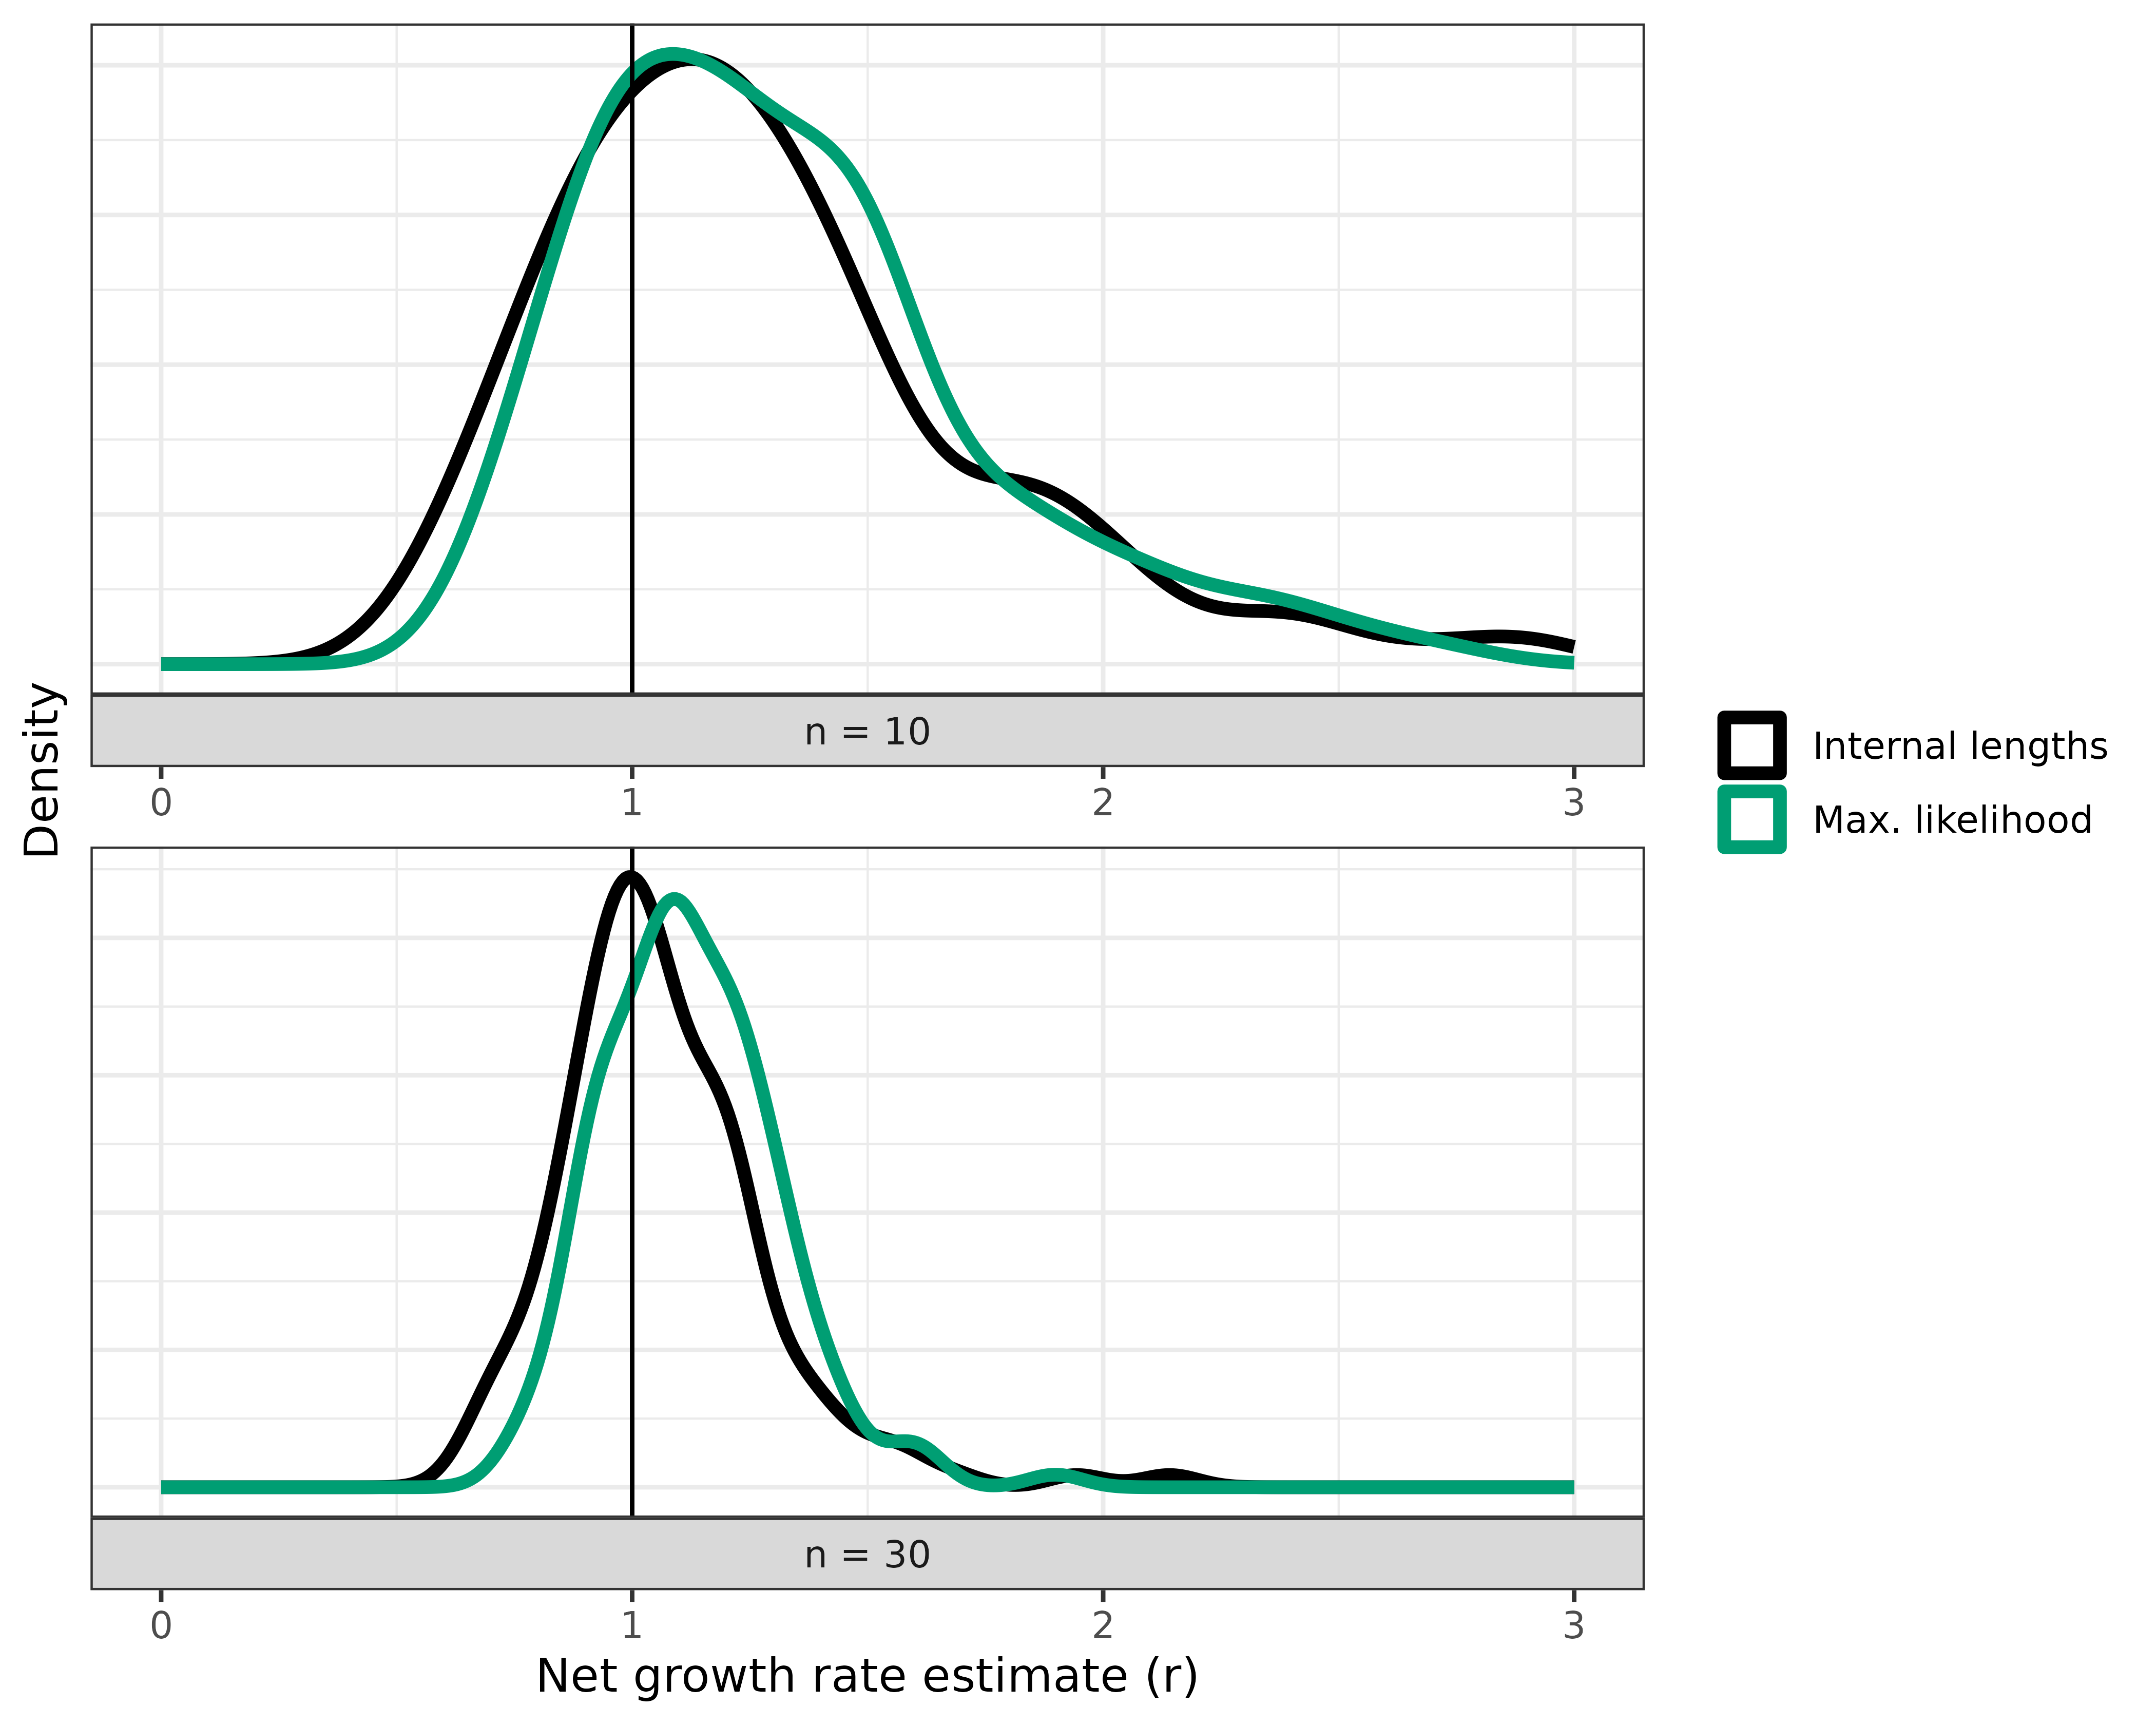 Density
n = 10
0 1 2 3
n = 30
0 1 2 3
Net growth rate estimate (r)
Internal lengths
Max. likelihood